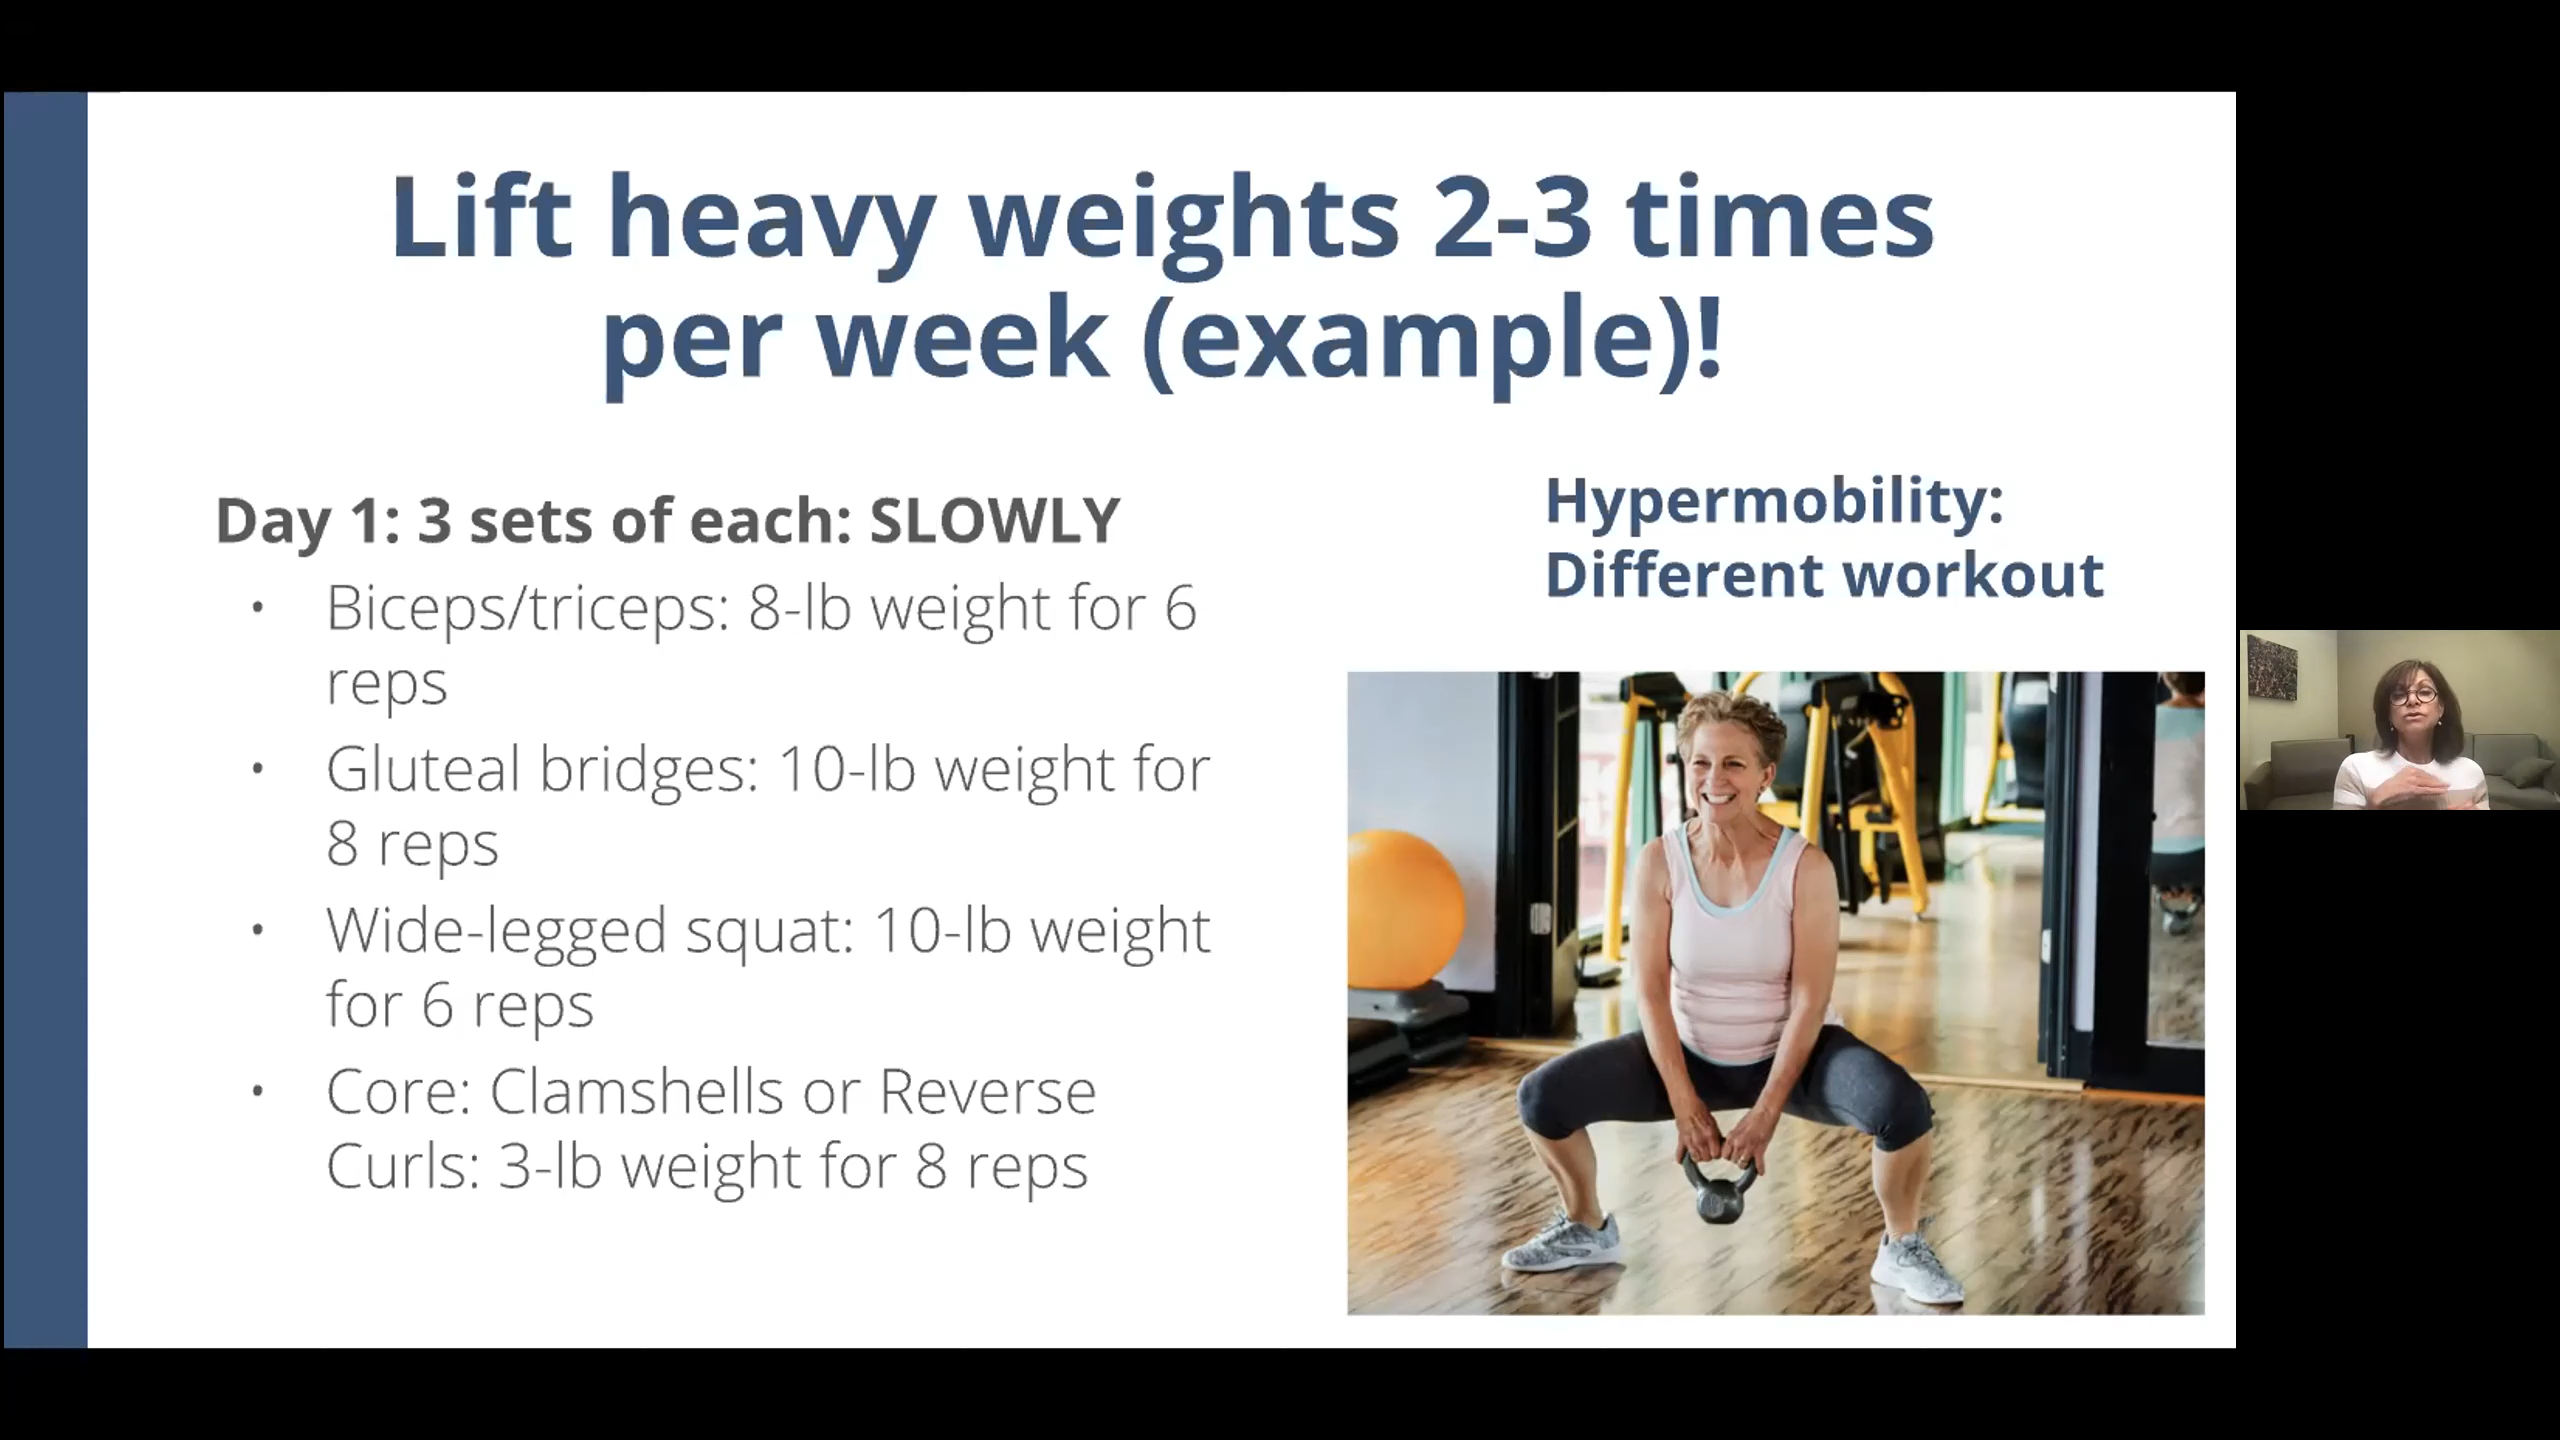 Lift heavy weights 2-3 times
per week (example)!
Day 1: 3 sets of each: SLOWLY
• Biceps/triceps: 8-lb weight for 6
reps
• Gluteal bridges: 10-lb weight for
8 reps
• Wide-legged squat: 10-lb weight
for 6 reps
• Core: Clamshells or Reverse
Curls: 3-lb weight for 8 reps
Hypermobility:
Different workout